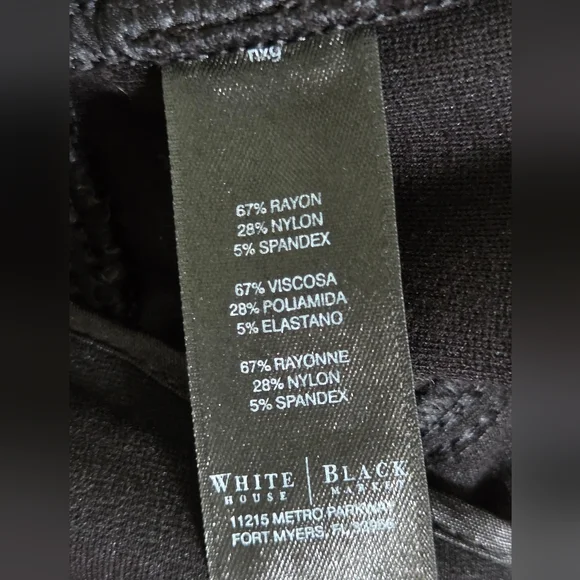 67% RAYON
28% NYLON
5% SPANDEX
67% VISCOSA
28% POLIAMIDA
5% ELASTANO
67% RAYONNE
28% NYLON
5% SPANDEX
WHITE | BLACK
HOUSE MARKET
11215 METRO PARKWAY
FORT MYERS, FL